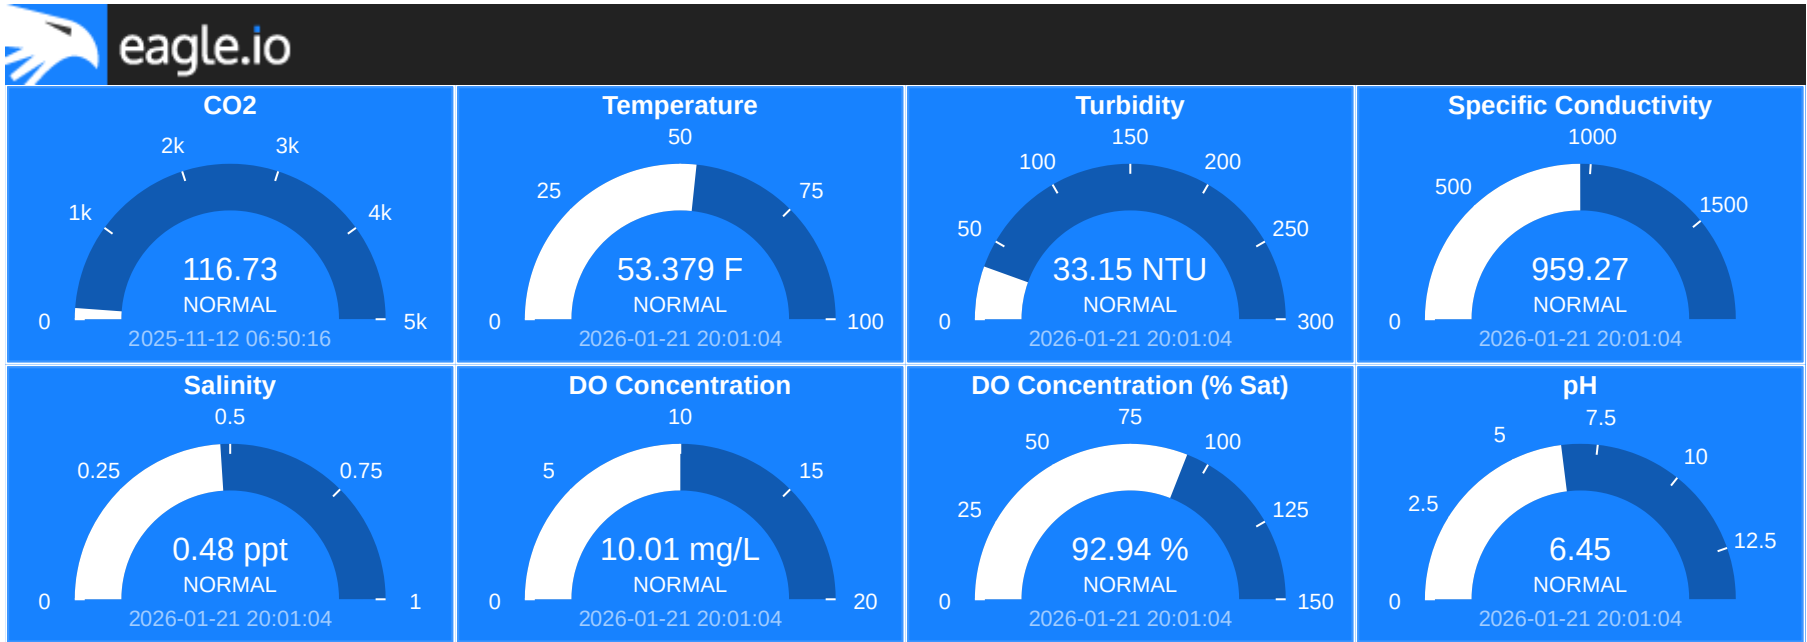 eagle.io
CO2
2k
3k
1k
4k
116.73
NORMAL
0
5k
2025-11-12 06:50:16
Temperature
50
25
75
53.379 F
NORMAL
0
100
2026-01-21 20:01:04
Turbidity
150
100
200
50
250
33.15 NTU
NORMAL
0
300
2026-01-21 20:01:04
Specific Conductivity
1000
500
1500
959.27
NORMAL
0
2026-01-21 20:01:04
Salinity
0.5
0.25
0.75
0.48 ppt
NORMAL
0
1
2026-01-21 20:01:04
DO Concentration
10
5
15
10.01 mg/L
NORMAL
0
20
2026-01-21 20:01:04
DO Concentration (% Sat)
75
50
100
25
125
92.94 %
NORMAL
0
150
2026-01-21 20:01:04
pH
7.5
5
10
2.5
12.5
6.45
NORMAL
0
2026-01-21 20:01:04